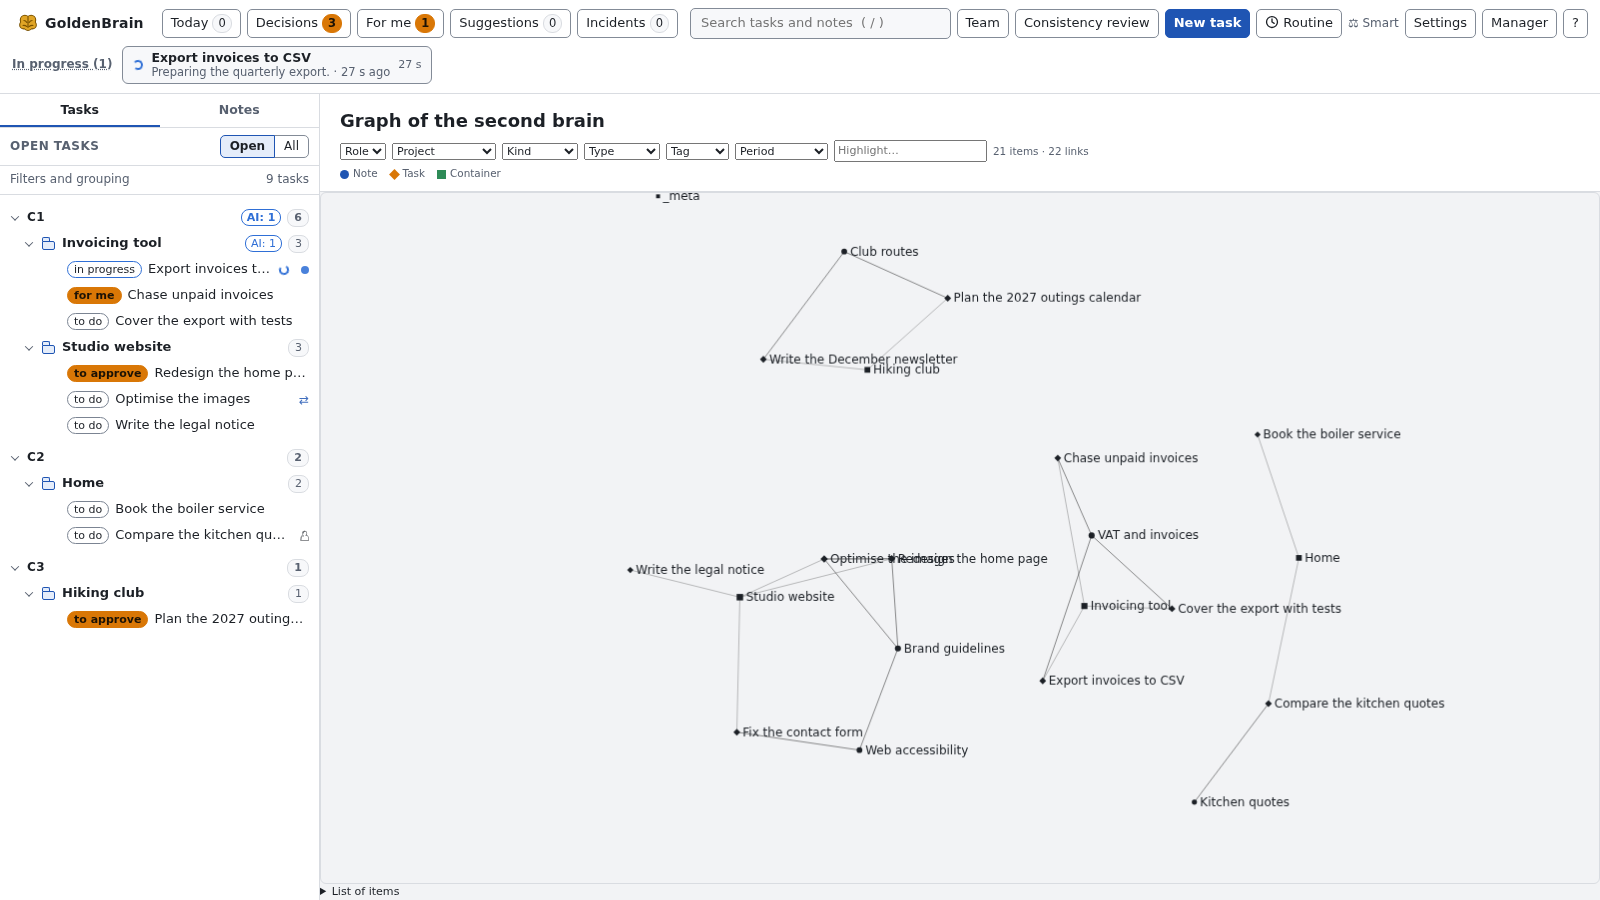 GoldenBrain Today 0 Decisions 3 For me 1 Suggestions 0 Incidents 0 Search tasks and notes ( / ) Team Consistency review New task Routine Smart Settings Manager ?
In progress (1) Export invoices to CSV 27 s
Preparing the quarterly export. · 27 s ago
Tasks Notes
OPEN TASKS Open All
Filters and grouping 9 tasks
C1 AI: 1 6
Invoicing tool AI: 1 3
in progress Export invoices t…
for me Chase unpaid invoices
to do Cover the export with tests
Studio website 3
to approve Redesign the home p…
to do Optimise the images
to do Write the legal notice
C2 2
Home 2
to do Book the boiler service
to do Compare the kitchen qu…
C3 1
Hiking club 1
to approve Plan the 2027 outing…
Graph of the second brain
Role Project Kind Type Tag Period Highlight… 21 items · 22 links
Note Task Container
_meta
Club routes
Plan the 2027 outings calendar
Write the December newsletter
Hiking club
Book the boiler service
Chase unpaid invoices
VAT and invoices
Optimise the images Redesign the home page
Home
Write the legal notice
Studio website
Invoicing tool Cover the export with tests
Brand guidelines
Export invoices to CSV
Compare the kitchen quotes
Fix the contact form
Web accessibility
Kitchen quotes
List of items